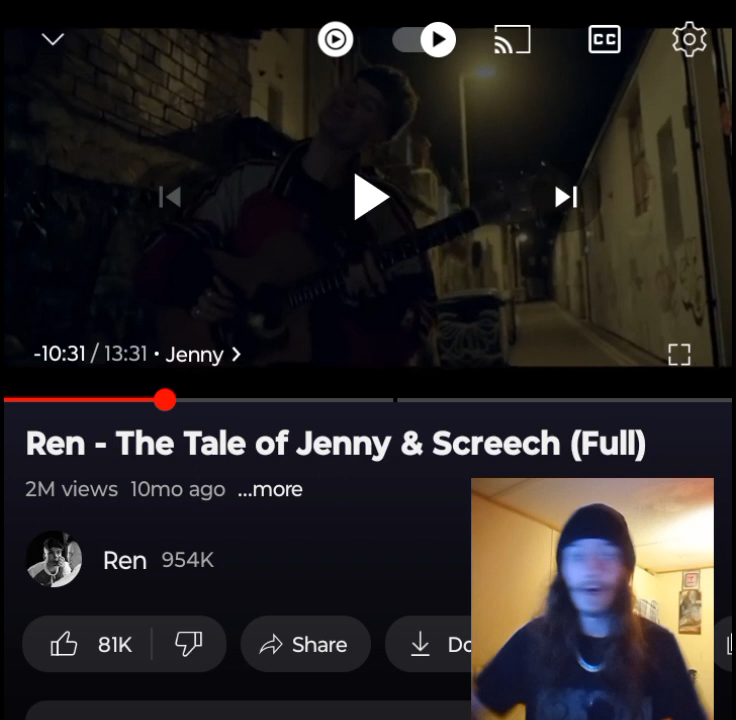 CC
-10:31 / 13:31 • Jenny >
Ren - The Tale of Jenny & Screech (Full)
2M views 10mo ago ...more
Ren 954K
81K Share Do